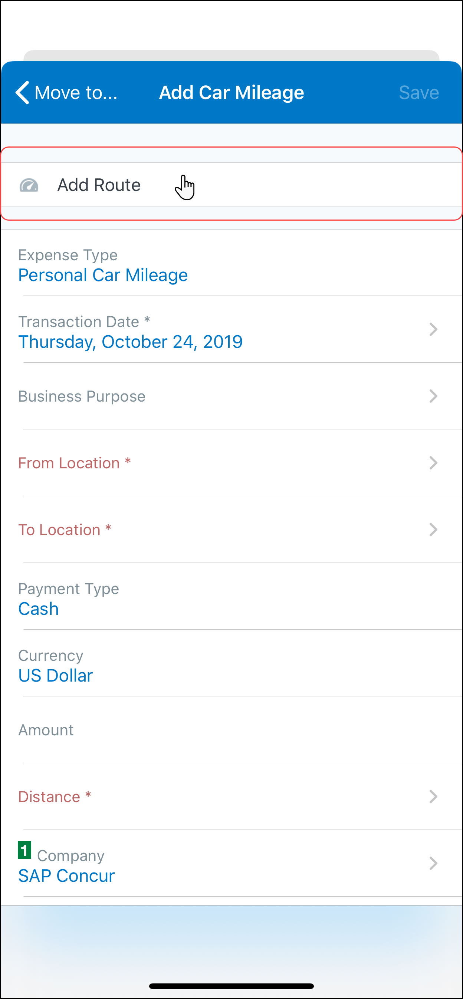 Move to...
Add Car Mileage
Save
Add Route
Expense Type
Personal Car Mileage
Transaction Date *
Thursday, October 24, 2019
Business Purpose
From Location *
To Location *
Payment Type
Cash
Currency
US Dollar
Amount
Distance *
1 Company
SAP Concur